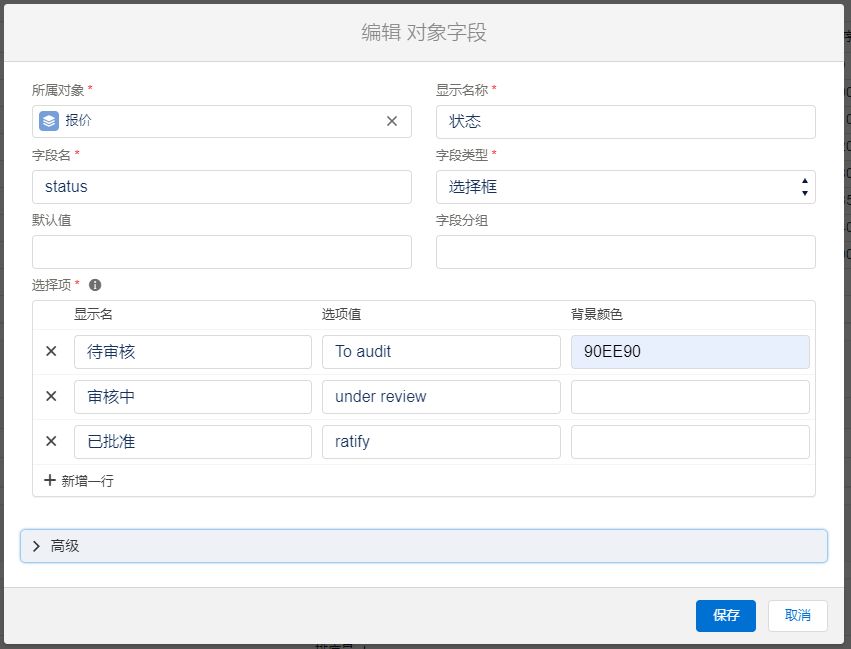 编辑 对象字段
所属对象 *
显示名称 *
报价
状态
字段名 *
字段类型 *
status
选择框
默认值
字段分组
选择项 *
显示名 选项值 背景颜色
待审核 To audit 90EE90
审核中 under review
已批准 ratify
新增一行
高级
保存 取消